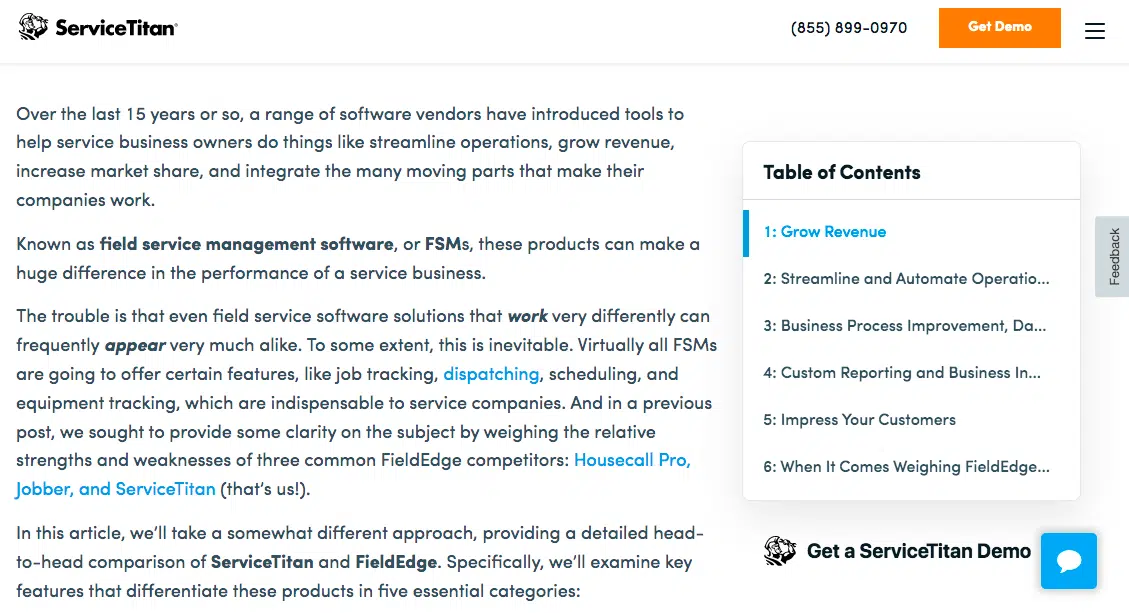 ServiceTitan
(855) 899-0970
Get Demo
Over the last 15 years or so, a range of software vendors have introduced tools to
help service business owners do things like streamline operations, grow revenue,
increase market share, and integrate the many moving parts that make their
companies work.
Known as field service management software, or FSMs, these products can make a
huge difference in the performance of a service business.
The trouble is that even field service software solutions that work very differently can
frequently appear very much alike. To some extent, this is inevitable. Virtually all FSMs
are going to offer certain features, like job tracking, dispatching, scheduling, and
equipment tracking, which are indispensable to service companies. And in a previous
post, we sought to provide some clarity on the subject by weighing the relative
strengths and weaknesses of three common FieldEdge competitors: Housecall Pro,
Jobber, and ServiceTitan (that's us!).
In this article, we'll take a somewhat different approach, providing a detailed head-
to-head comparison of ServiceTitan and FieldEdge. Specifically, we'll examine key
features that differentiate these products in five essential categories:
Table of Contents
1: Grow Revenue
2: Streamline and Automate Operatio...
3: Business Process Improvement, Da...
4: Custom Reporting and Business In...
5: Impress Your Customers
6: When It Comes Weighing FieldEdge...
Feedback
Get a ServiceTitan Demo